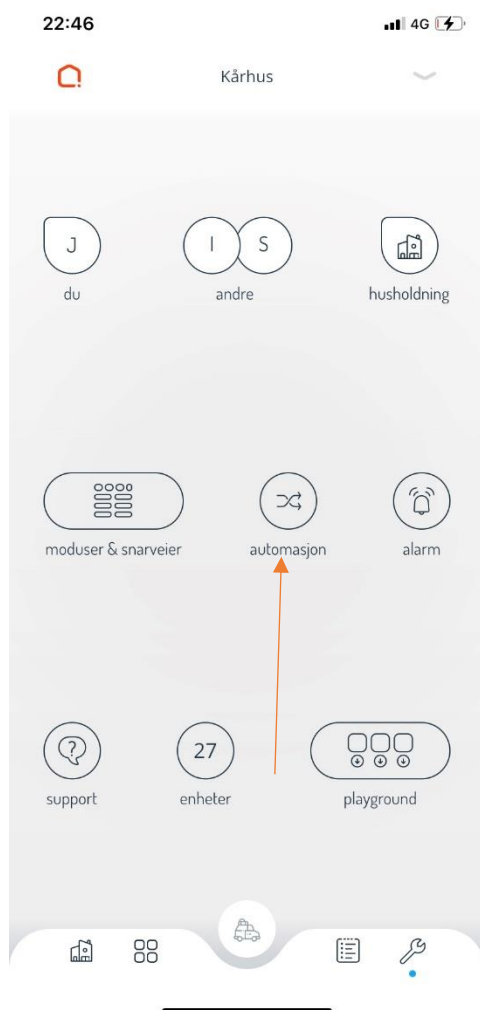 22:46
4G
Kårhus
J
I
S
du
andre
husholdning
moduser & snarveier
automasjon
alarm
?
27
support
enheter
playground